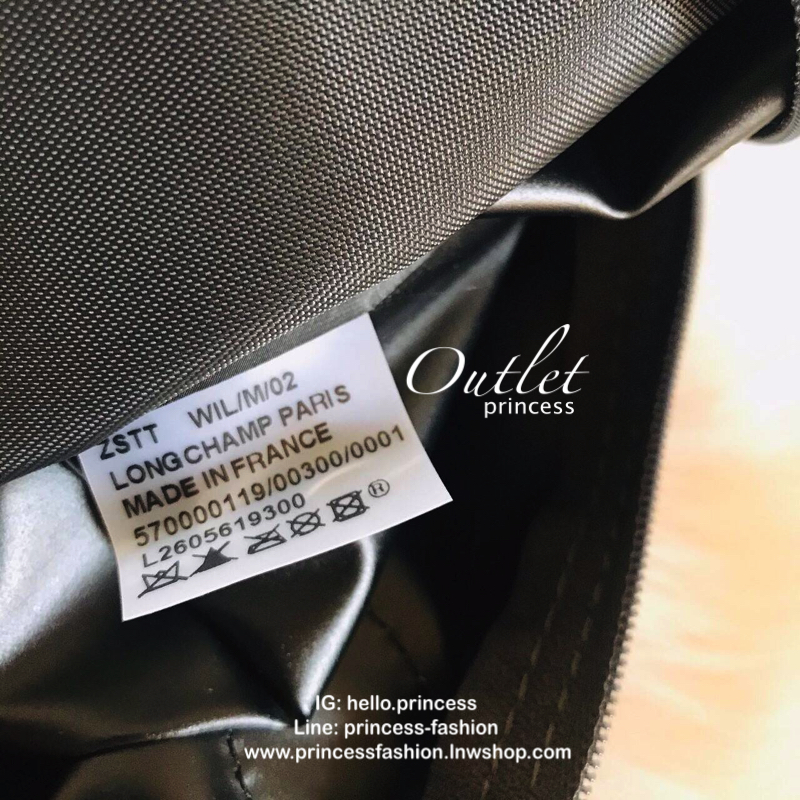 Outlet
princess
ZSTT WIL/M/02
LONGCHAMP PARIS
MADE IN FRANCE
570000119/00300/0001
L2605619300
®
IG: hello.princess
Line: princess-fashion
www.princessfashion.lnwshop.com